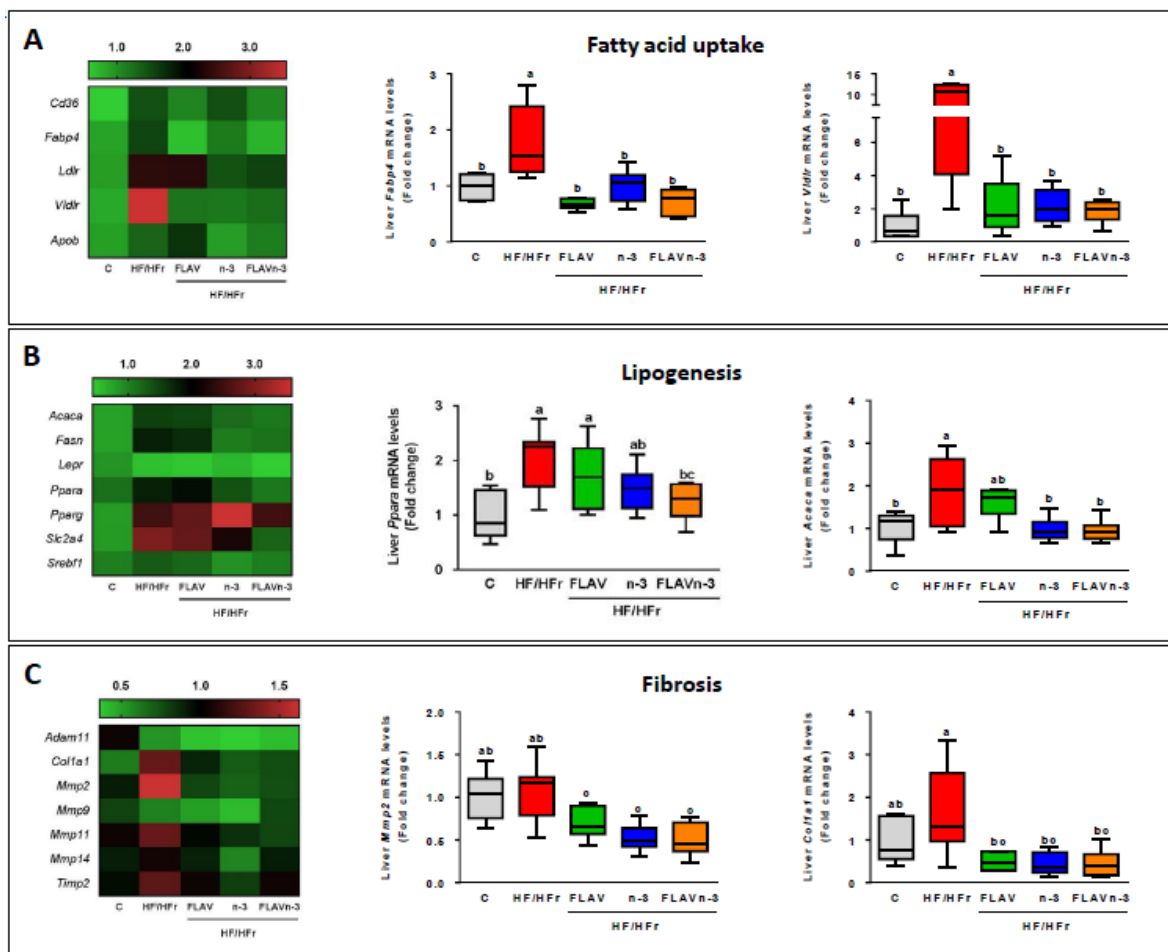 A
Fatty acid uptake
1.0 2.0 3.0
Cd36
Fabp4
Ldlr
Vldlr
Apob
C HF/HFr FLAV n-3 FLAVn-3
HF/HFr
Liver Fabp4 mRNA levels
(Fold change)
3
2
1
0
a
b
b
b
b
C HF/HFr FLAV n-3 FLAVn-3
HF/HFr
Liver Vldlr mRNA levels
(Fold change)
16
10
6
4
2
0
a
b
b
b
b
C HF/HFr FLAV n-3 FLAVn-3
HF/HFr
B
Lipogenesis
1.0 2.0 3.0
Acaca
Fasn
Lepr
Ppara
Pparg
Slc2a4
Srebf1
C HF/HFr FLAV n-3 FLAVn-3
HF/HFr
Liver Ppara mRNA levels
(Fold change)
3
2
1
0
b
a
a
ab
bc
C HF/HFr FLAV n-3 FLAVn-3
HF/HFr
Liver Acaca mRNA levels
(Fold change)
4
3
2
1
0
b
a
ab
b
b
C HF/HFr FLAV n-3 FLAVn-3
HF/HFr
C
Fibrosis
0.5 1.0 1.5
Adam11
Col1a1
Mmp2
Mmp9
Mmp11
Mmp14
Timp2
C HF/HFr FLAV n-3 FLAVn-3
HF/HFr
Liver Mmp2 mRNA levels
(Fold change)
2.0
1.5
1.0
0.5
0.0
ab
ab
c
c
c
C HF/HFr FLAV n-3 FLAVn-3
HF/HFr
Liver Col1a1 mRNA levels
(Fold change)
4
3
2
1
0
ab
a
bc
bc
bc
C HF/HFr FLAV n-3 FLAVn-3
HF/HFr